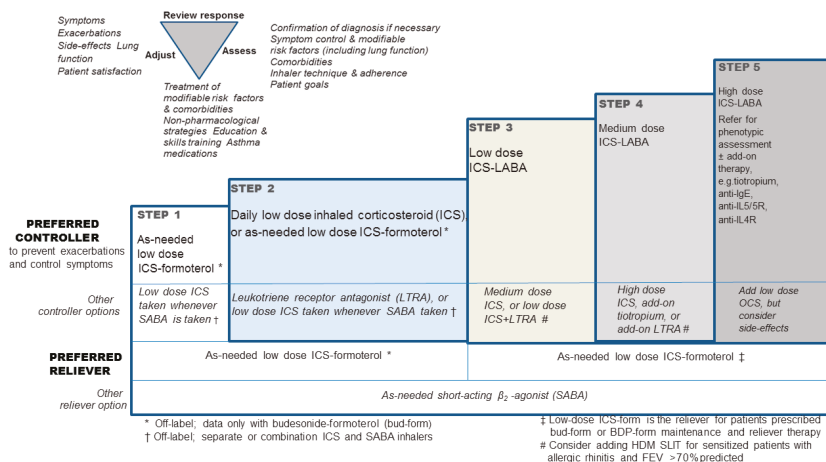 Symptoms
Exacerbations
Side-effects Lung
function
Patient satisfaction
Review response
Adjust
Assess
Confirmation of diagnosis if necessary
Symptom control & modifiable
risk factors (including lung function)
Comorbidities
Inhaler technique & adherence
Patient goals
Treatment of
modifiable risk factors
& comorbidities
Non-pharmacological
strategies Education &
skills training Asthma
medications
PREFERRED
CONTROLLER
to prevent exacerbations
and control symptoms
STEP 1
As-needed
low dose
ICS-formoterol *
STEP 2
Daily low dose inhaled corticosteroid (ICS),
or as-needed low dose ICS-formoterol *
STEP 3
Low dose
ICS-LABA
STEP 4
Medium dose
ICS-LABA
STEP 5
High dose
ICS-LABA
Refer for
phenotypic
assessment
± add-on
therapy,
e.g.tiotropium,
anti-IgE,
anti-IL5/5R,
anti-IL4R
Other
controller options
Low dose ICS
taken whenever
SABA is taken †
Leukotriene receptor antagonist (LTRA), or
low dose ICS taken whenever SABA taken †
Medium dose
ICS, or low dose
ICS+LTRA #
High dose
ICS, add-on
tiotropium, or
add-on LTRA #
Add low dose
OCS, but
consider
side-effects
PREFERRED
RELIEVER
As-needed low dose ICS-formoterol *
As-needed low dose ICS-formoterol ‡
Other
reliever option
As-needed short-acting β2 -agonist (SABA)
* Off-label; data only with budesonide-formoterol (bud-form)
† Off-label; separate or combination ICS and SABA inhalers
‡ Low-dose ICS-form is the reliever for patients prescribed
bud-form or BDP-form maintenance and reliever therapy
# Consider adding HDM SLIT for sensitized patients with
allergic rhinitis and FEV >70%predicted